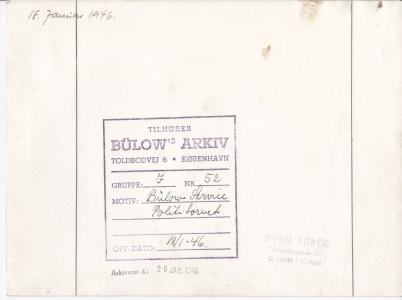 18. Januar 1946.
TILHØRER
BÜLOW'S ARKIV
TOLDBODVEJ 6 • KØBENHAVN
GRUPPE: 7 NR. 52
MOTIV: Bülow Service
Politi torvet
OPT. DATO: 18/1-46.
Arkiveret d.: 20 JAN. 1946
SVEN TÜRCK